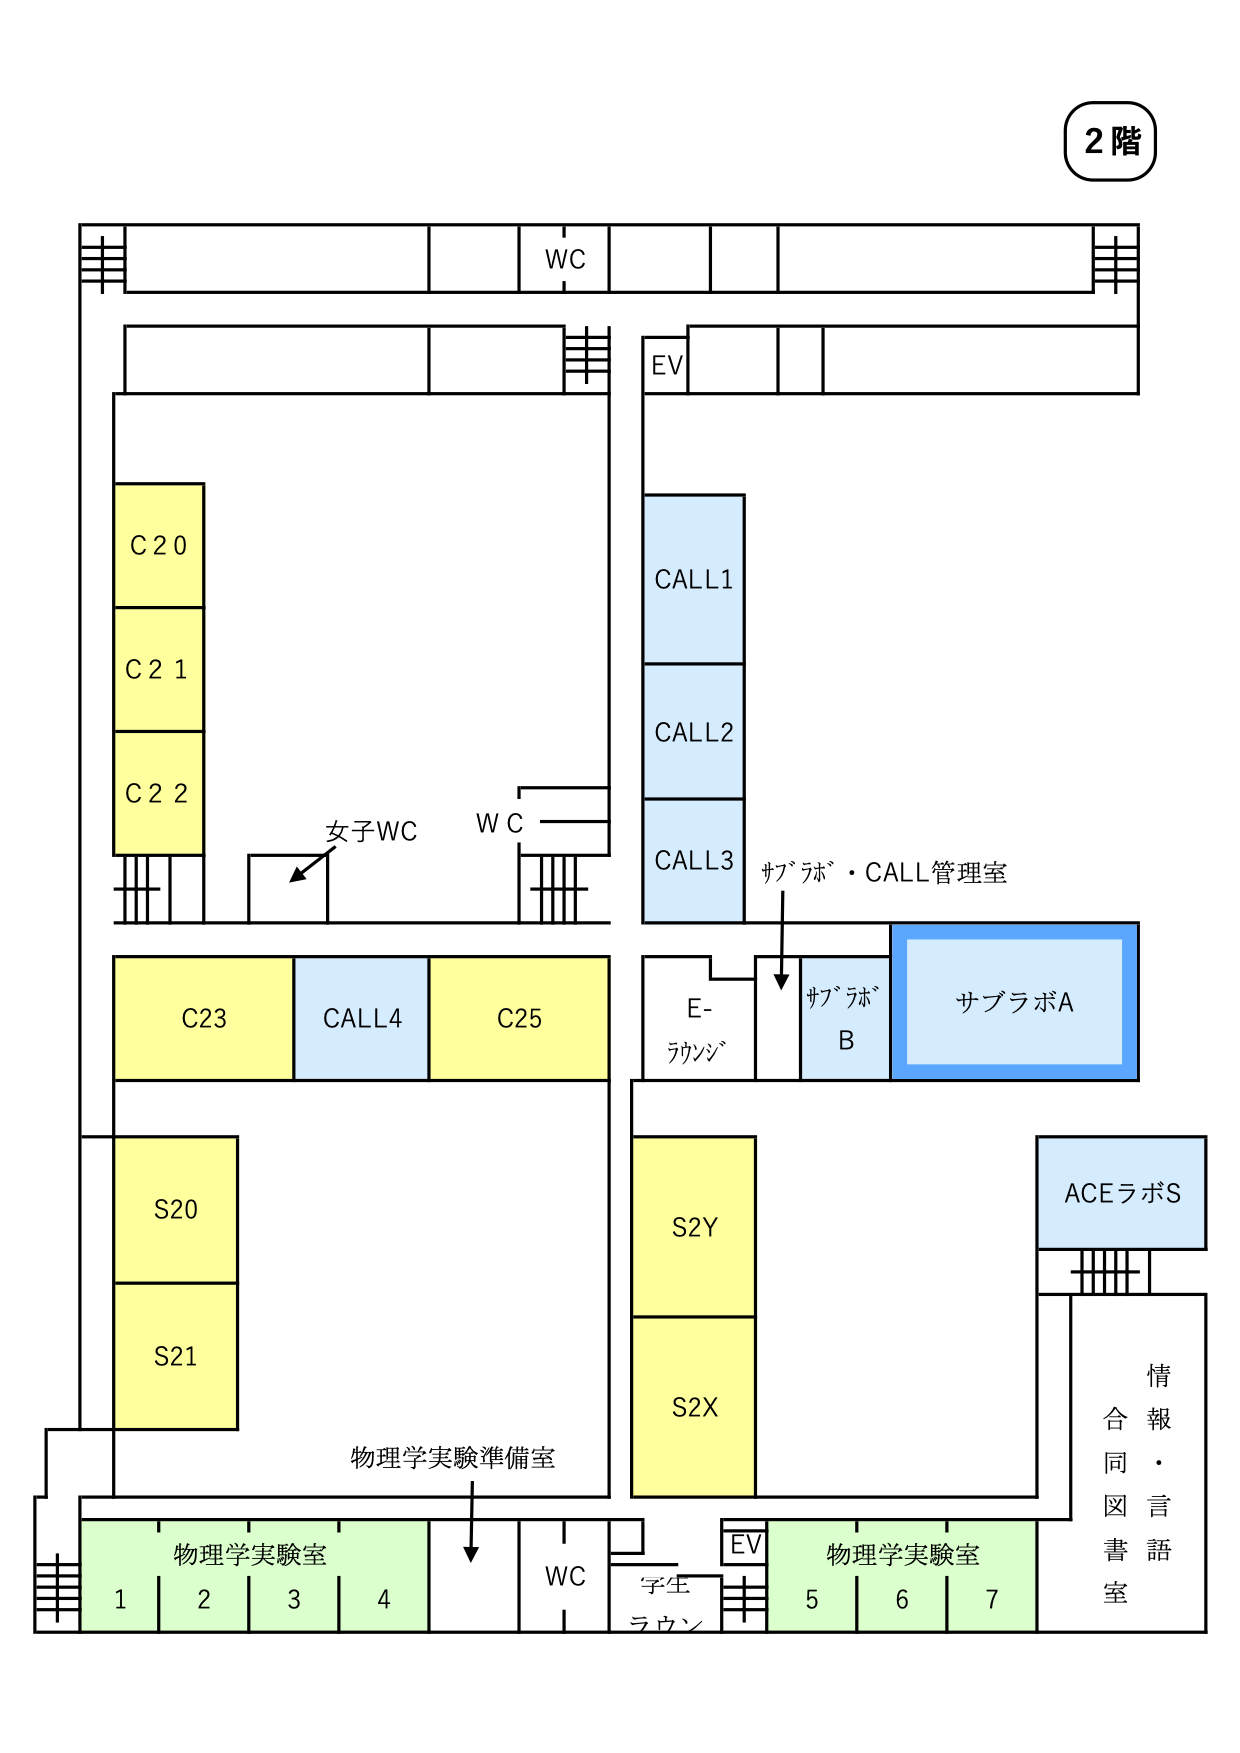 2階
WC
EV
C20
CALL1
C21
CALL2
C22
女子WC
WC
CALL3
ｻﾌﾞﾗﾎﾞ・CALL管理室
C23
CALL4
C25
E-
ﾗｳﾝｼﾞ
ｻﾌﾞﾗﾎﾞ
B
サブラボA
S20
S2Y
ACEラボS
S21
S2X
情報・言語
合同図書室
物理学実験準備室
物理学実験室
1
2
3
4
WC
学生
ラウン
EV
物理学実験室
5
6
7